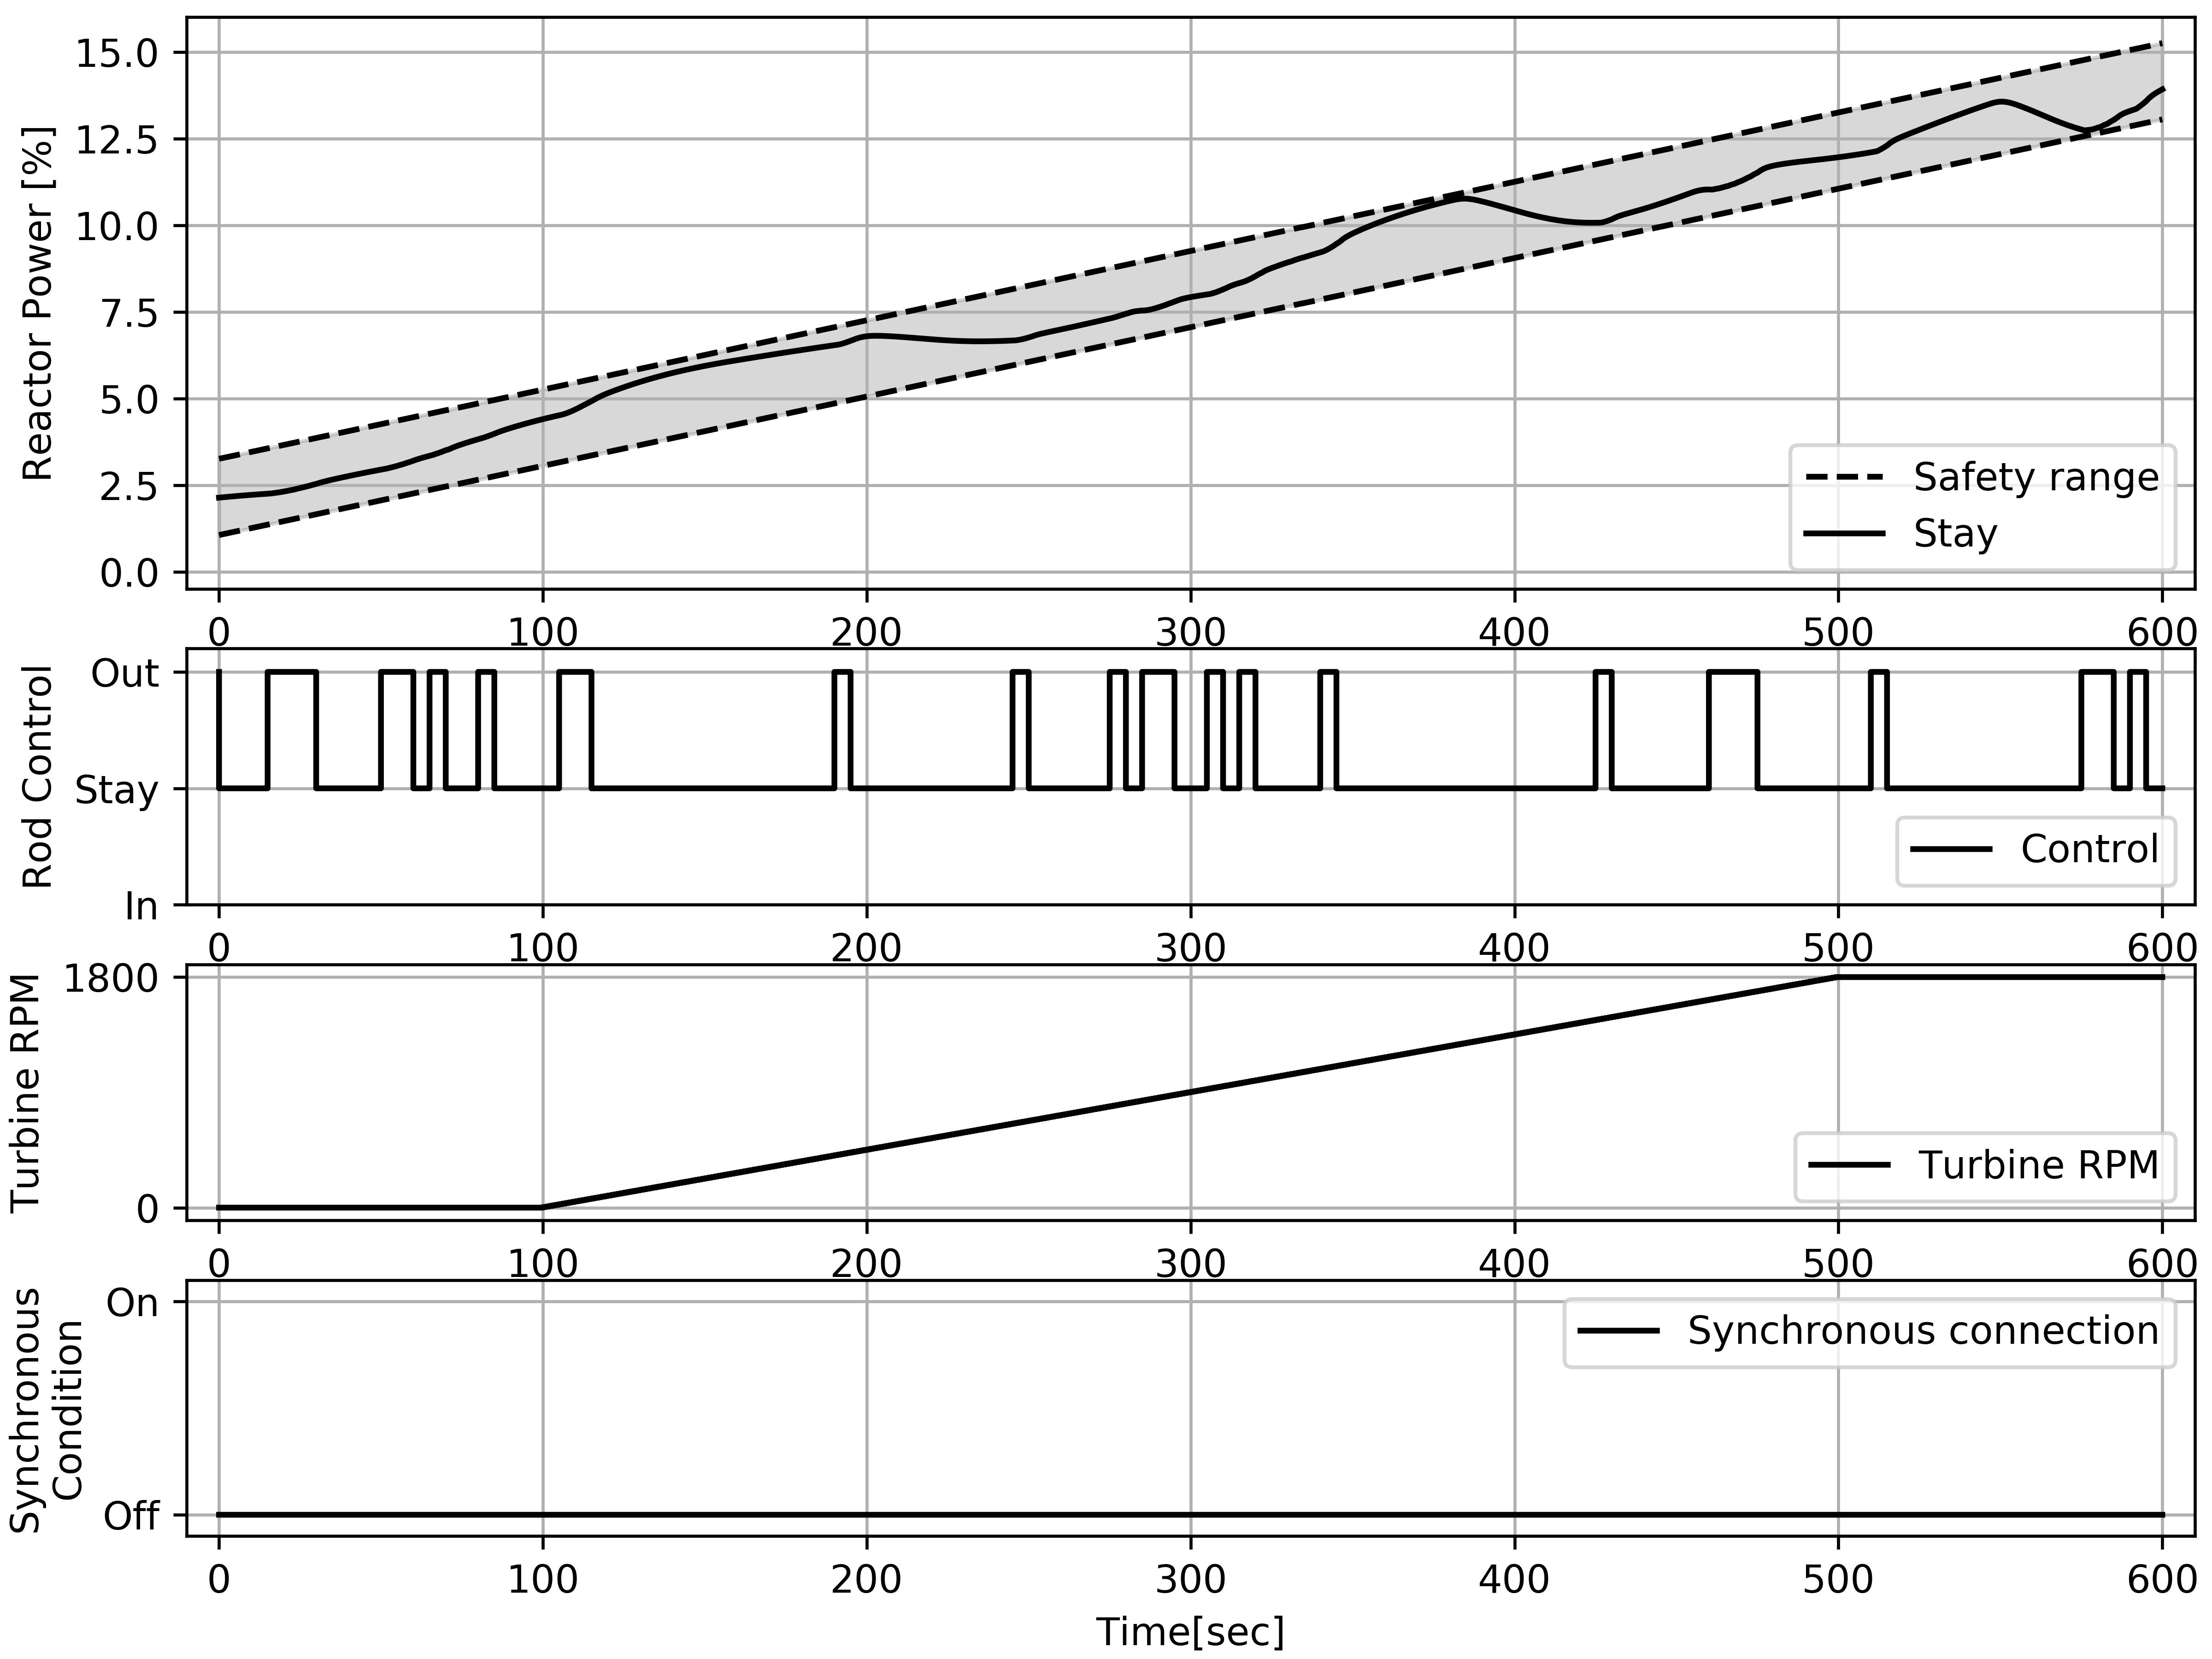 Reactor Power [%]
15.0
12.5
10.0
7.5
5.0
2.5
0.0
Safety range
Stay
0 100 200 300 400 500 600
Rod Control
Out
Stay
In
Control
0 100 200 300 400 500 600
Turbine RPM
1800
0
Turbine RPM
0 100 200 300 400 500 600
Synchronous
Condition
On
Off
Synchronous connection
0 100 200 300 400 500 600
Time[sec]